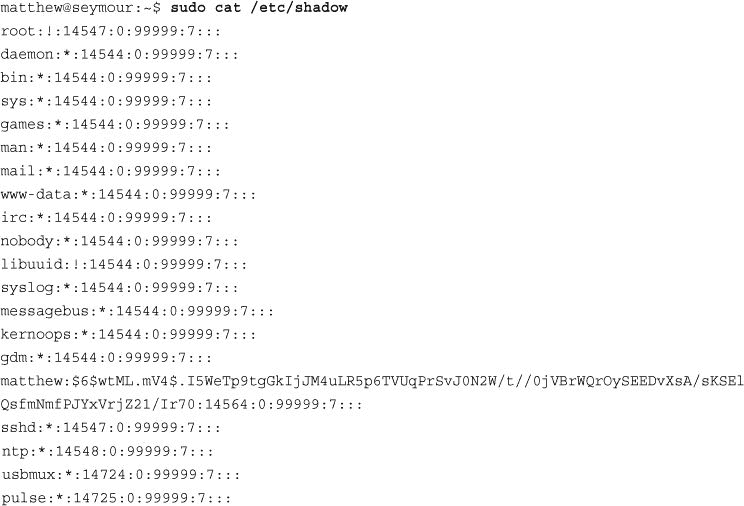 matthew@seymour:~$ sudo cat /etc/shadow
root:!:14547:0:99999:7:::
daemon:*:14544:0:99999:7:::
bin:*:14544:0:99999:7:::
sys:*:14544:0:99999:7:::
games:*:14544:0:99999:7:::
man:*:14544:0:99999:7:::
mail:*:14544:0:99999:7:::
www-data:*:14544:0:99999:7:::
irc:*:14544:0:99999:7:::
nobody:*:14544:0:99999:7:::
libuuid:!:14544:0:99999:7:::
syslog:*:14544:0:99999:7:::
messagebus:*:14544:0:99999:7:::
kernoops:*:14544:0:99999:7:::
gdm:*:14544:0:99999:7:::
matthew:$6$wtML.mV4$.I5WeTp9tgGkIjJM4uLR5p6TVUqPrSvJ0N2W/t//0jVBrWQrOySEEDvXsA/sKSEl
QsfmNmfPJYxVrjZ21/Ir70:14564:0:99999:7:::
sshd:*:14547:0:99999:7:::
ntp:*:14548:0:99999:7:::
usbmux:*:14724:0:99999:7:::
pulse:*:14725:0:99999:7:::